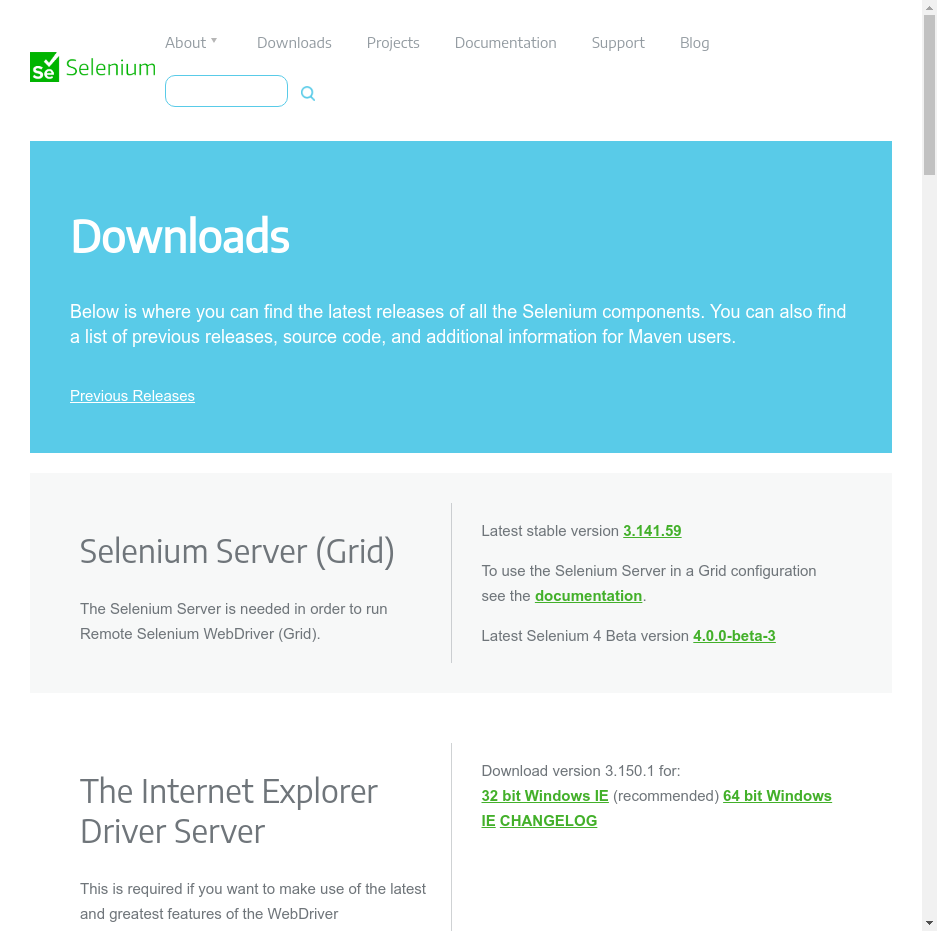 About
Downloads
Projects
Documentation
Support
Blog
Se Selenium
Downloads
Below is where you can find the latest releases of all the Selenium components. You can also find
a list of previous releases, source code, and additional information for Maven users.
Previous Releases
Selenium Server (Grid)
The Selenium Server is needed in order to run
Remote Selenium WebDriver (Grid).
Latest stable version 3.141.59
To use the Selenium Server in a Grid configuration
see the documentation.
Latest Selenium 4 Beta version 4.0.0-beta-3
The Internet Explorer
Driver Server
This is required if you want to make use of the latest
and greatest features of the WebDriver
Download version 3.150.1 for:
32 bit Windows IE (recommended) 64 bit Windows
IE CHANGELOG